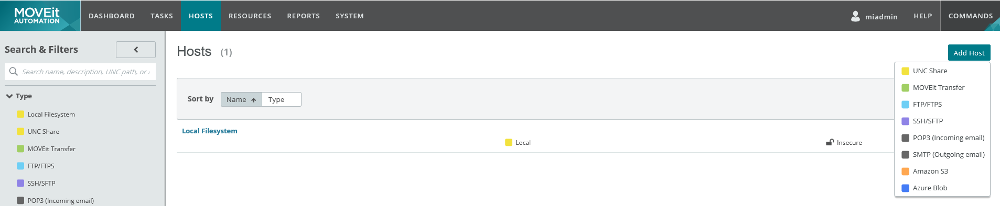 MOVEit
AUTOMATION
DASHBOARD TASKS HOSTS RESOURCES REPORTS SYSTEM miadmin HELP COMMANDS
Search & Filters
Search name, description, UNC path, or
Type
Local Filesystem
UNC Share
MOVEit Transfer
FTP/FTPS
SSH/SFTP
POP3 (Incoming email)
Hosts (1)
Add Host
Sort by Name Type
Local Filesystem
Local Insecure
UNC Share
MOVEit Transfer
FTP/FTPS
SSH/SFTP
POP3 (Incoming email)
SMTP (Outgoing email)
Amazon S3
Azure Blob